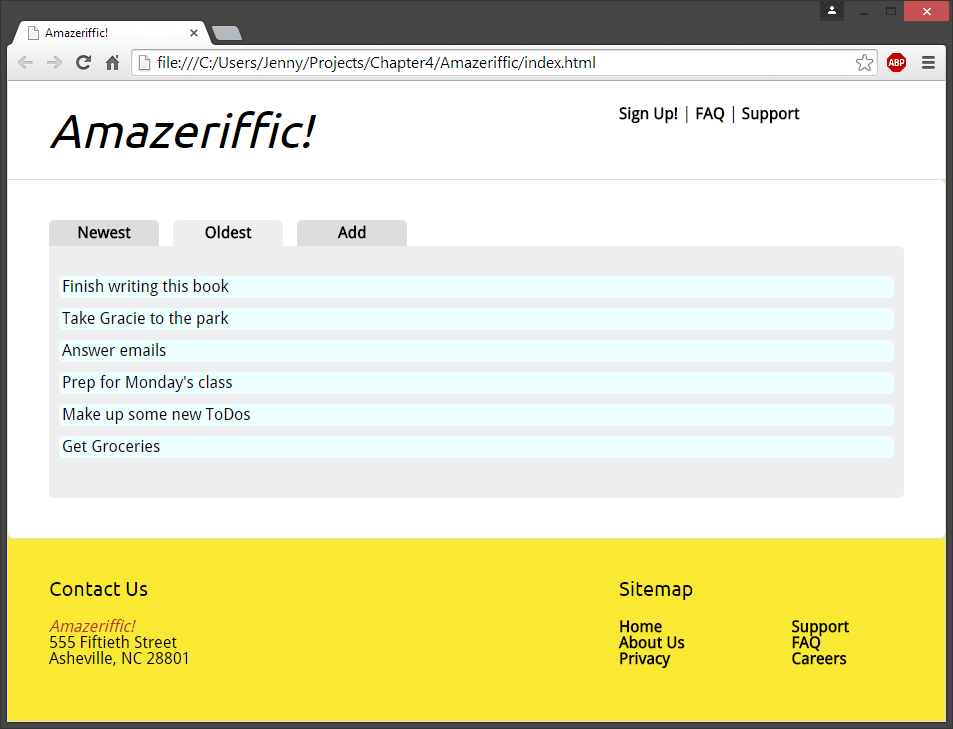 Amazeriffic!
file:///C:/Users/Jenny/Projects/Chapter4/Amazeriffic/index.html
ABP
Amazeriffic!
Sign Up! | FAQ | Support
Newest Oldest Add
Finish writing this book
Take Gracie to the park
Answer emails
Prep for Monday's class
Make up some new ToDos
Get Groceries
Contact Us
Amazeriffic!
555 Fiftieth Street
Asheville, NC 28801
Sitemap
Home
About Us
Privacy
Support
FAQ
Careers